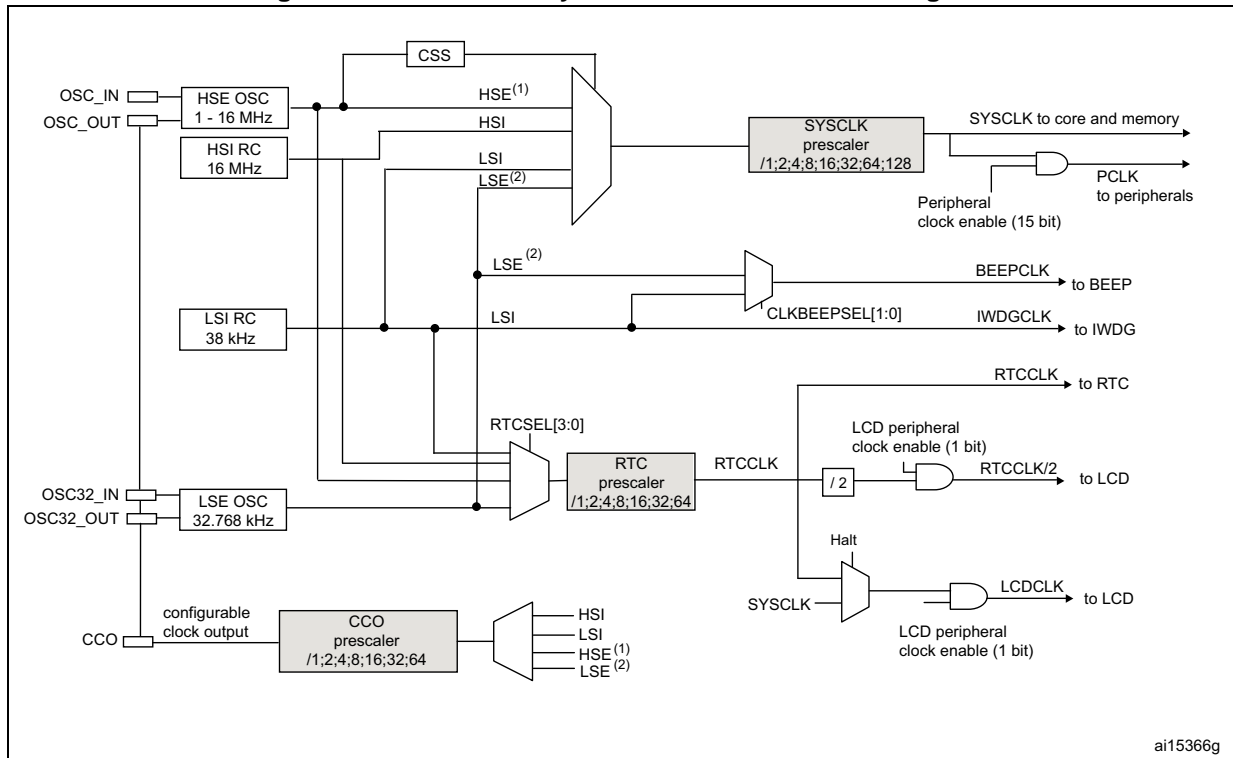 CSS
OSC_IN
OSC_OUT
HSE OSC
1 - 16 MHz
HSE(1)
HSI RC
16 MHz
HSI
LSI
LSE(2)
SYSCLK
prescaler
/1;2;4;8;16;32;64;128
SYSCLK to core and memory
PCLK
to peripherals
Peripheral
clock enable (15 bit)
LSE (2)
BEEPCLK
to BEEP
CLKBEEPSEL[1:0]
LSI RC
38 kHz
LSI
IWDGCLK
to IWDG
RTCCLK
to RTC
RTCSEL[3:0]
LCD peripheral
clock enable (1 bit)
RTC
prescaler
/1;2;4;8;16;32;64
RTCCLK
/ 2
RTCCLK/2
to LCD
OSC32_IN
OSC32_OUT
LSE OSC
32.768 kHz
Halt
SYSCLK
LCDCLK
to LCD
LCD peripheral
clock enable (1 bit)
CCO
configurable
clock output
CCO
prescaler
/1;2;4;8;16;32;64
HSI
LSI
HSE(1)
LSE(2)
ai15366g